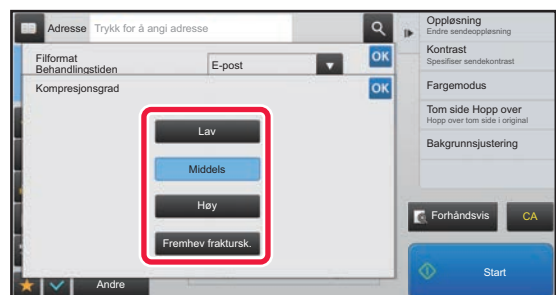 Adresse Trykk for å angi adresse
Filformat
Behandlingstiden
E-post
OK
Kompresjonsgrad
OK
Lav
Middels
Høy
Fremhev fraktursk.
Andre
Oppløsning
Endre sendeoppløsning
Kontrast
Spesifiser sendekontrast
Fargemodus
Tom side Hopp over
Hopp over tom side i original
Bakgrunnsjustering
Forhåndsvis
CA
Start